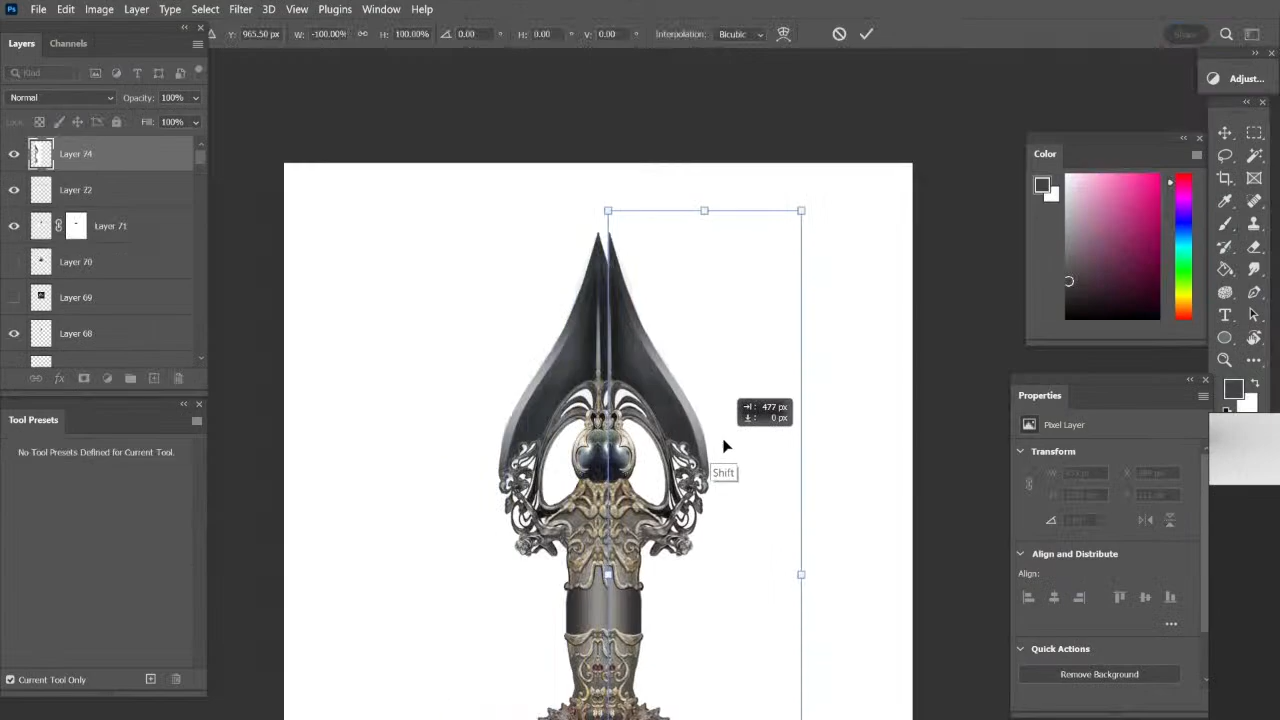 Ps File Edit Image Layer Type Select Filter 3D View Plugins Window Help
Y: 965.50 px W: -100.00% H: 100.00% 0.00 ° H: 0.00 ° V: 0.00 ° Interpolation: Bicubic Share
Layers Channels
Kind
Normal Opacity: 100%
Lock: Fill: 100%
Layer 74
Layer 22
Layer 71
Layer 70
Layer 69
Layer 68
Tool Presets
No Tool Presets Defined for Current Tool.
Current Tool Only
477 px
0 px
Shift
Adjust...
Color
Properties
Pixel Layer
Transform
W: X:
H: Y:
Align and Distribute
Align:
Quick Actions
Remove Background